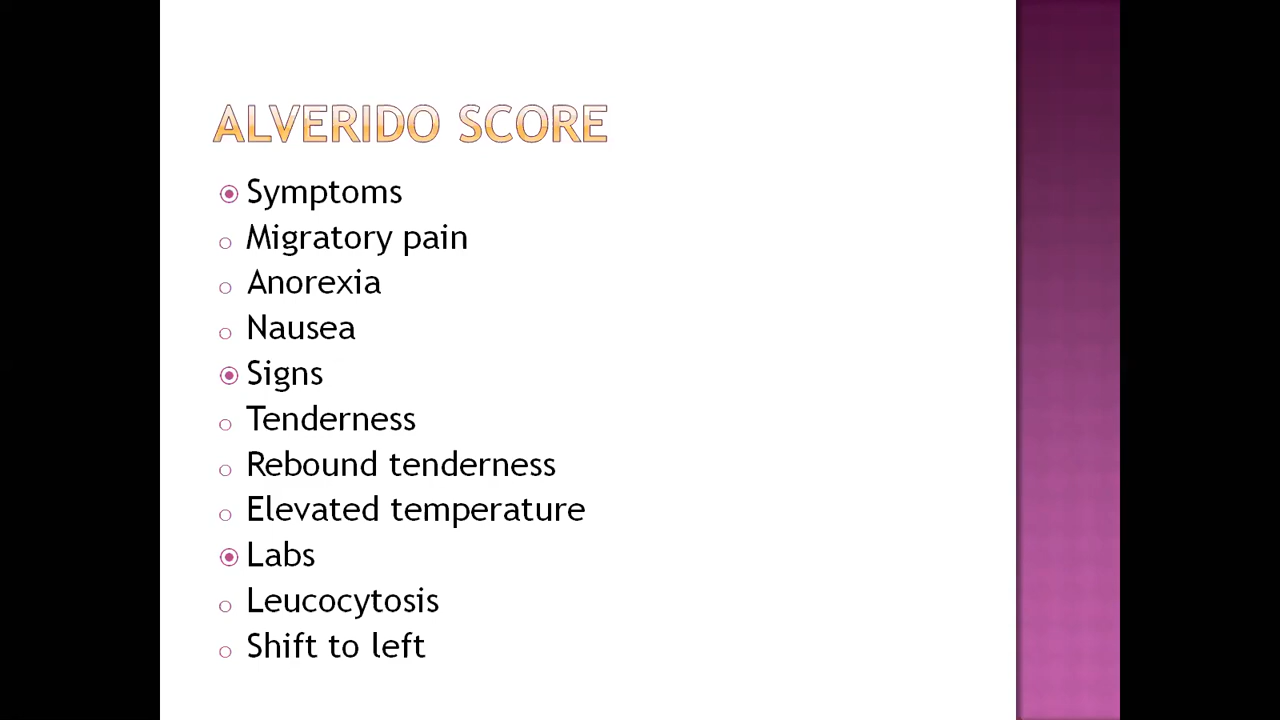 ALVERIDO SCORE
Symptoms
Migratory pain
Anorexia
Nausea
Signs
Tenderness
Rebound tenderness
Elevated temperature
Labs
Leucocytosis
Shift to left